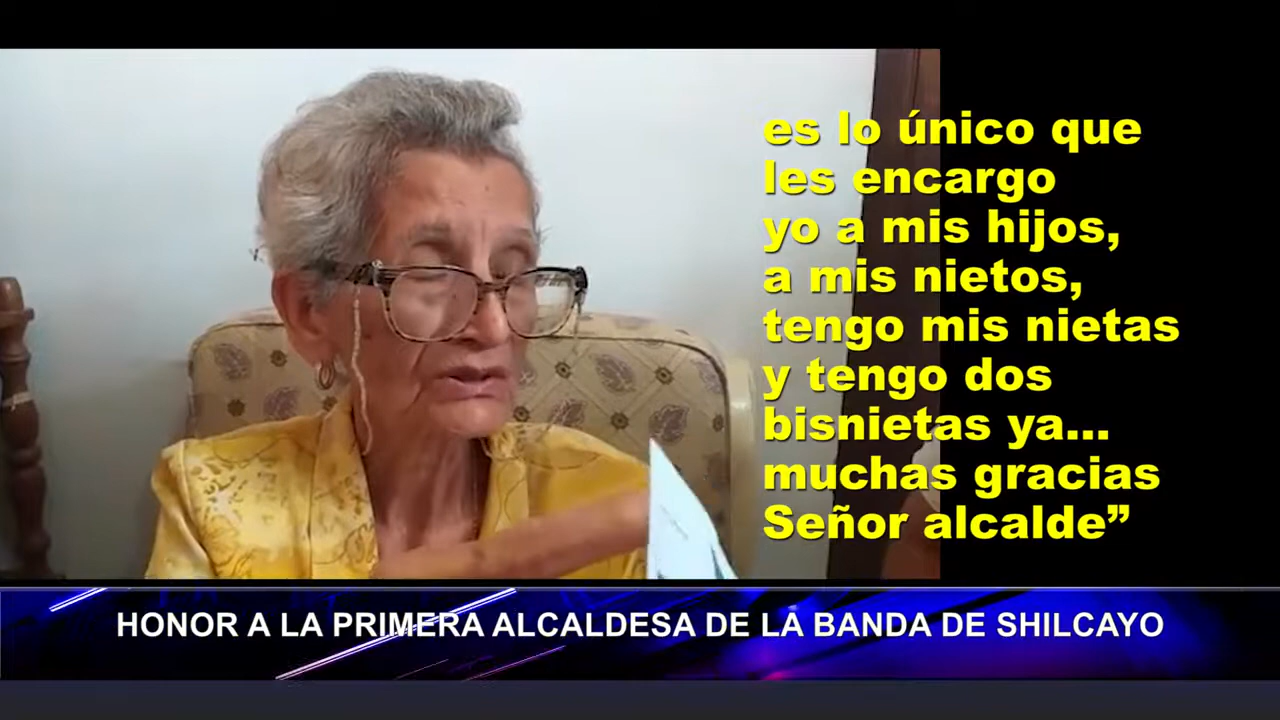 es lo único que
les encargo
yo a mis hijos,
a mis nietos,
tengo mis nietas
y tengo dos
bisnietas ya...
muchas gracias
Señor alcalde”
HONOR A LA PRIMERA ALCALDESA DE LA BANDA DE SHILCAYO